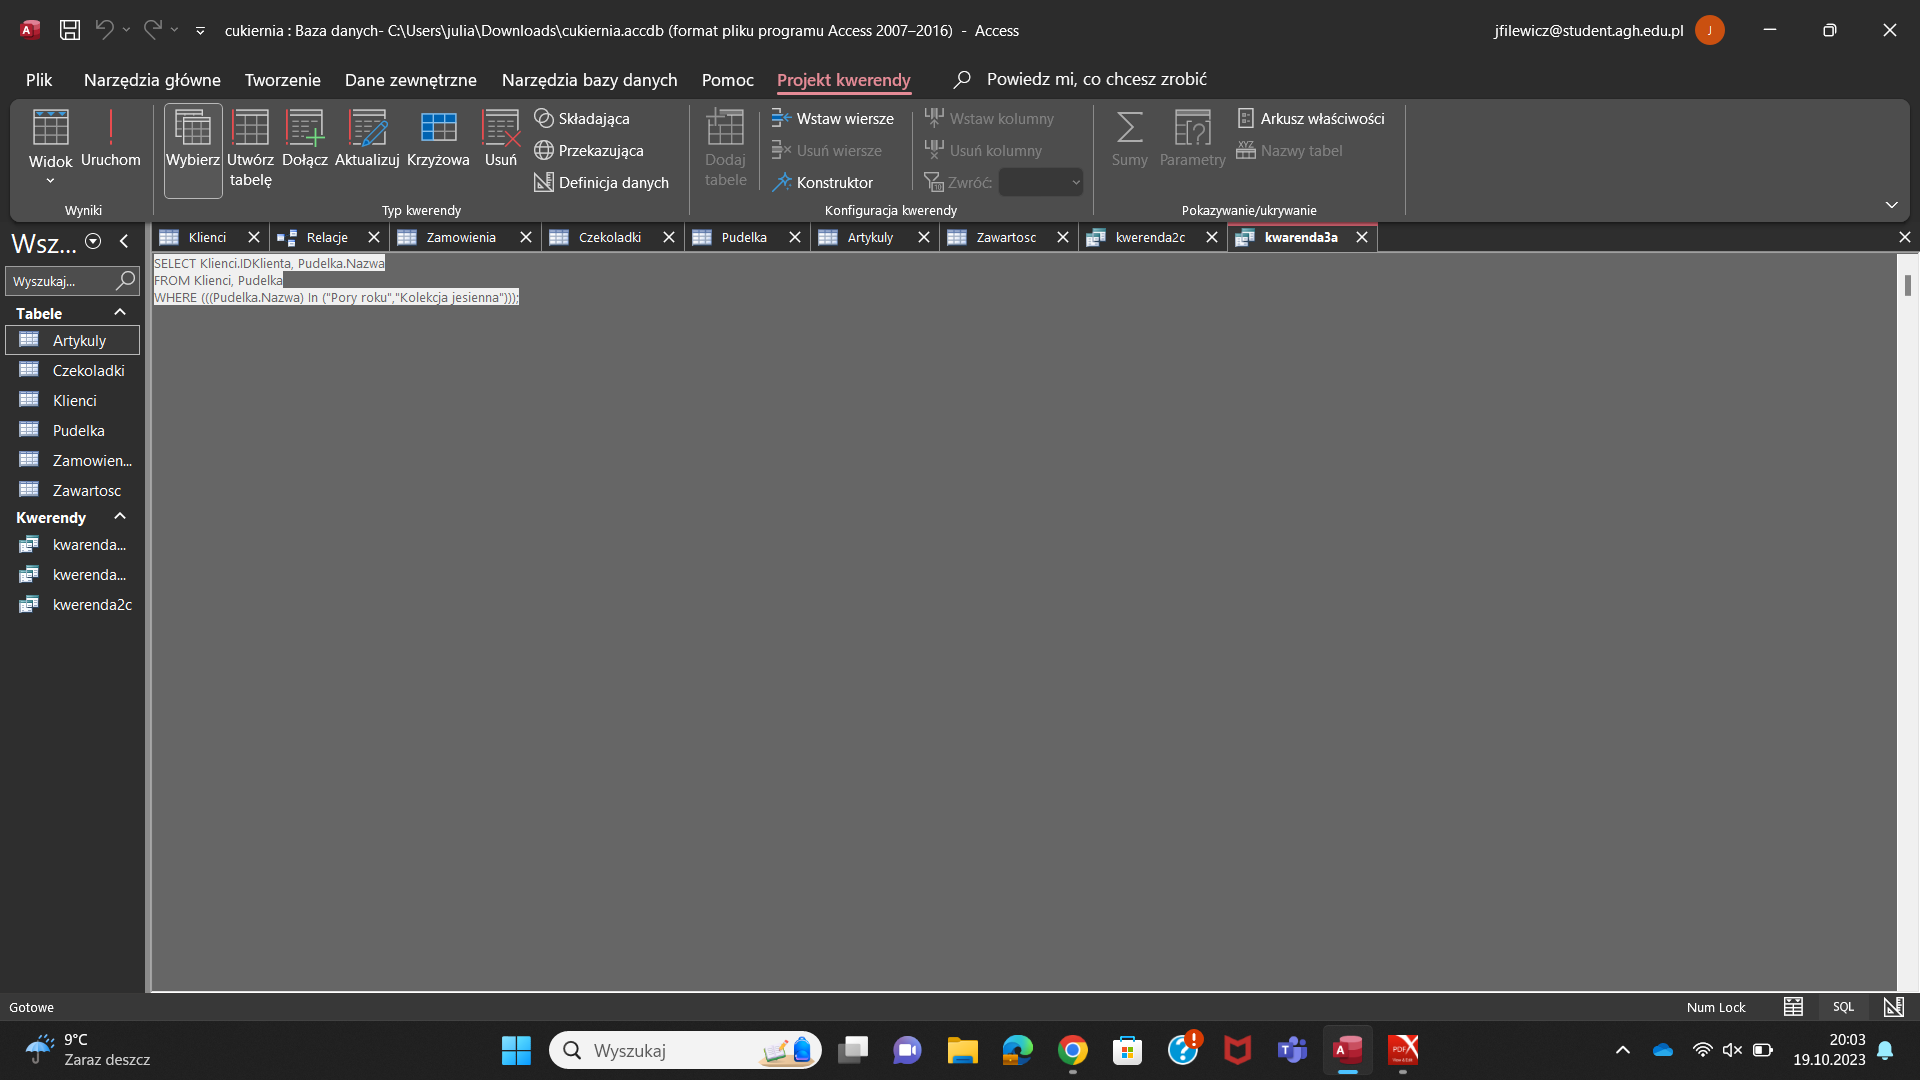 cukiernia : Baza danych- C:\Users\julia\Downloads\cukiernia.accdb (format pliku programu Access 2007–2016)  -  Access
jfilewicz@student.agh.edu.pl
J
Plik
Narzędzia główne
Tworzenie
Dane zewnętrzne
Narzędzia bazy danych
Pomoc
Projekt kwerendy
Powiedz mi, co chcesz zrobić
Widok
Uruchom
Wyniki
Wybierz
Utwórz
tabelę
Dołącz
Aktualizuj
Krzyżowa
Usuń
Składająca
Przekazująca
Definicja danych
Typ kwerendy
Dodaj
tabele
Wstaw wiersze
Usuń wiersze
Konstruktor
Wstaw kolumny
Usuń kolumny
Zwróć:
Konfiguracja kwerendy
Sumy
Parametry
Arkusz właściwości
Nazwy tabel
Pokazywanie/ukrywanie
Wsz...
Wyszukaj...
Tabele
Artykuly
Czekoladki
Klienci
Pudelka
Zamowien...
Zawartosc
Kwerendy
kwarenda...
kwerenda...
kwerenda2c
Klienci
Relacje
Zamowienia
Czekoladki
Pudelka
Artykuly
Zawartosc
kwerenda2c
kwarenda3a
SELECT Klienci.IDKlienta, Pudelka.Nazwa
FROM Klienci, Pudelka
WHERE (((Pudelka.Nazwa) In ("Pory roku","Kolekcja jesienna")));
Gotowe
Num Lock
SQL
9°C
Zaraz deszcz
Wyszukaj
20:03
19.10.2023